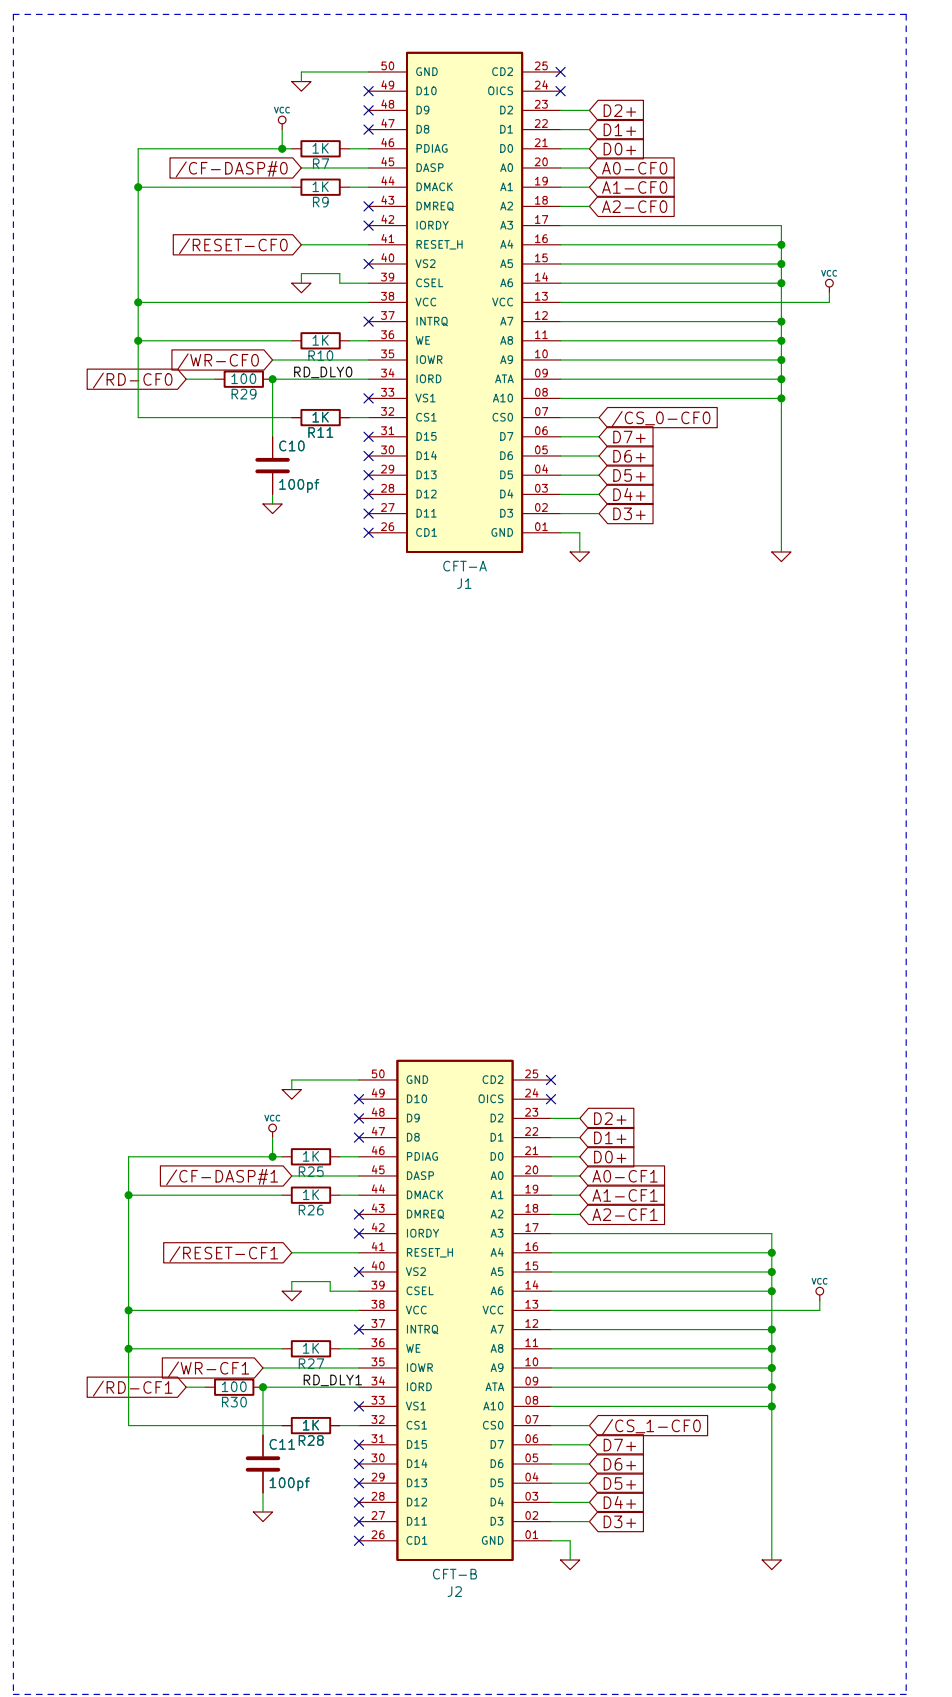 50 GND CD2 25
49 D10 OICS 24
48 D9 D2 23 D2+
VCC
47 D8 D1 22 D1+
1K 46 PDIAG D0 21 D0+
R7
/CF-DASP#0 45 DASP A0 20 A0-CF0
1K 44 DMACK A1 19 A1-CF0
R9
43 DMREQ A2 18 A2-CF0
42 IORDY A3 17
/RESET-CF0 41 RESET_H A4 16
40 VS2 A5 15
VCC
39 CSEL A6 14
38 VCC VCC 13
37 INTRQ A7 12
1K 36 WE A8 11
R10
/WR-CF0 35 IOWR A9 10
RD_DLY0
/RD-CF0 100 34 IORD ATA 09
R29
33 VS1 A10 08
1K 32 CS1 CS0 07 /CS_0-CF0
R11
31 D15 D7 06 D7+
C10
30 D14 D6 05 D6+
29 D13 D5 04 D5+
100pf
28 D12 D4 03 D4+
27 D11 D3 02 D3+
26 CD1 GND 01
CFT-A
J1
50 GND CD2 25
49 D10 OICS 24
48 D9 D2 23 D2+
VCC
47 D8 D1 22 D1+
1K 46 PDIAG D0 21 D0+
R25
/CF-DASP#1 45 DASP A0 20 A0-CF1
1K 44 DMACK A1 19 A1-CF1
R26
43 DMREQ A2 18 A2-CF1
42 IORDY A3 17
/RESET-CF1 41 RESET_H A4 16
40 VS2 A5 15
VCC
39 CSEL A6 14
38 VCC VCC 13
37 INTRQ A7 12
1K 36 WE A8 11
R27
/WR-CF1 35 IOWR A9 10
RD_DLY1
/RD-CF1 100 34 IORD ATA 09
R30
33 VS1 A10 08
1K 32 CS1 CS0 07 /CS_1-CF0
R28
31 D15 D7 06 D7+
C11
30 D14 D6 05 D6+
29 D13 D5 04 D5+
100pf
28 D12 D4 03 D4+
27 D11 D3 02 D3+
26 CD1 GND 01
CFT-B
J2